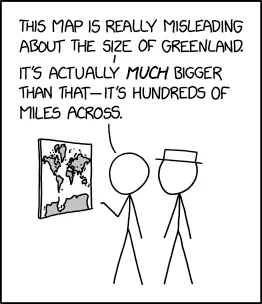 THIS MAP IS REALLY MISLEADING
ABOUT THE SIZE OF GREENLAND.
IT'S ACTUALLY MUCH BIGGER
THAN THAT—IT'S HUNDREDS OF
MILES ACROSS.